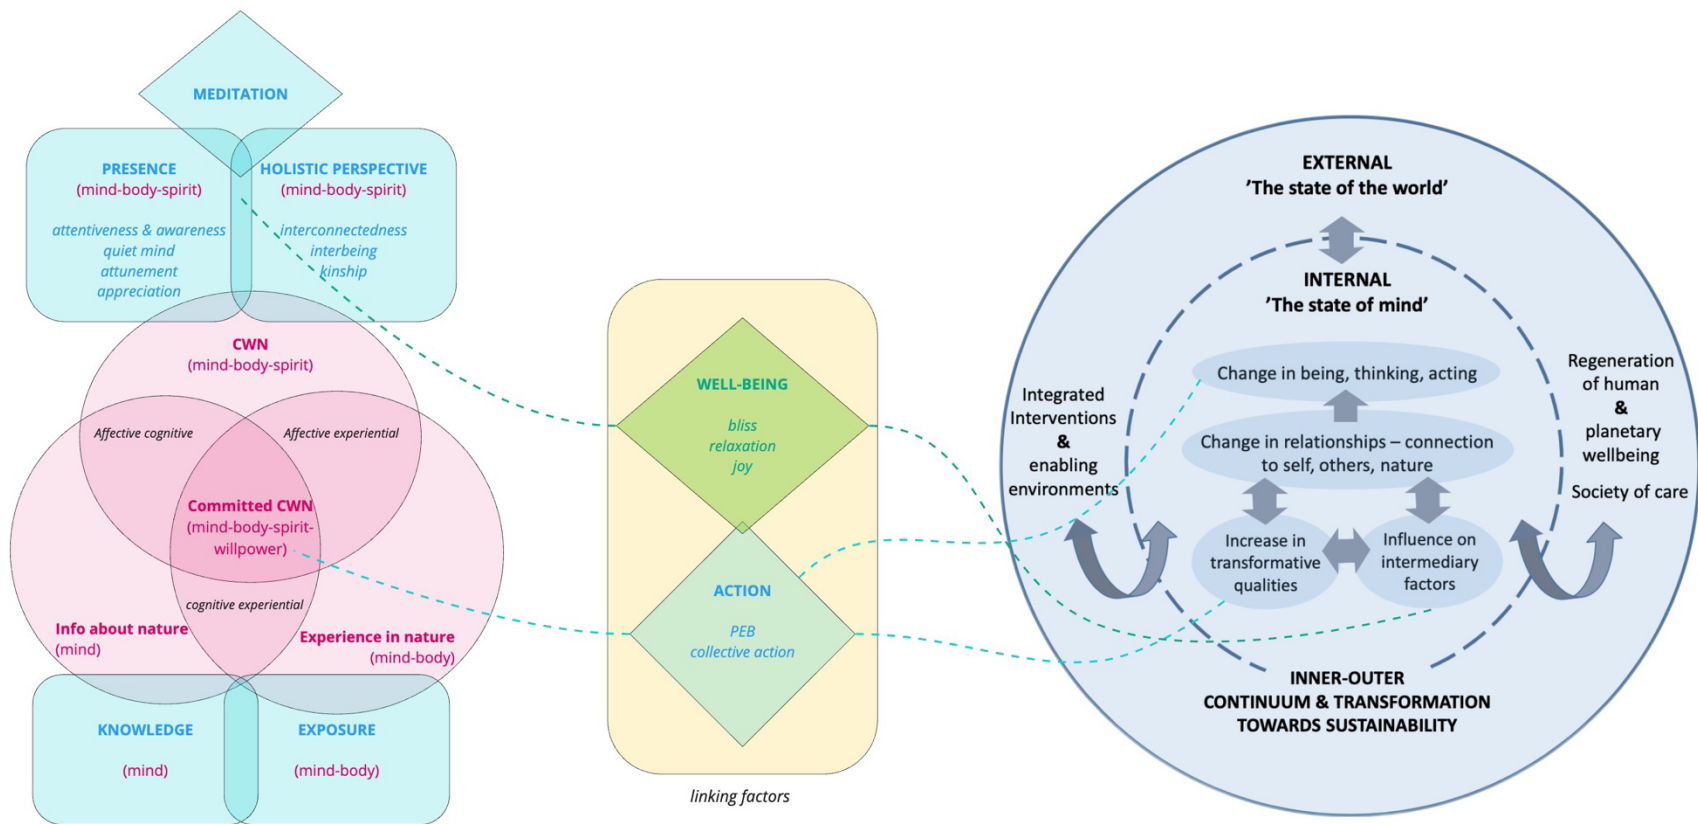 MEDITATION
PRESENCE
(mind-body-spirit)
attentiveness & awareness
quiet mind
attunement
appreciation
HOLISTIC PERSPECTIVE
(mind-body-spirit)
interconnectedness
interbeing
kinship
CWN
(mind-body-spirit)
Affective cognitive
Affective experiential
Committed CWN
(mind-body-spirit-
willpower)
cognitive experiential
Info about nature
(mind)
Experience in nature
(mind-body)
KNOWLEDGE
(mind)
EXPOSURE
(mind-body)
WELL-BEING
bliss
relaxation
joy
ACTION
PEB
collective action
linking factors
EXTERNAL
’The state of the world’
INTERNAL
’The state of mind’
Change in being, thinking, acting
Change in relationships – connection
to self, others, nature
Increase in
transformative
qualities
Influence on
intermediary
factors
Integrated
Interventions
&
enabling
environments
Regeneration
of human
&
planetary
wellbeing
Society of care
INNER-OUTER
CONTINUUM & TRANSFORMATION
TOWARDS SUSTAINABILITY